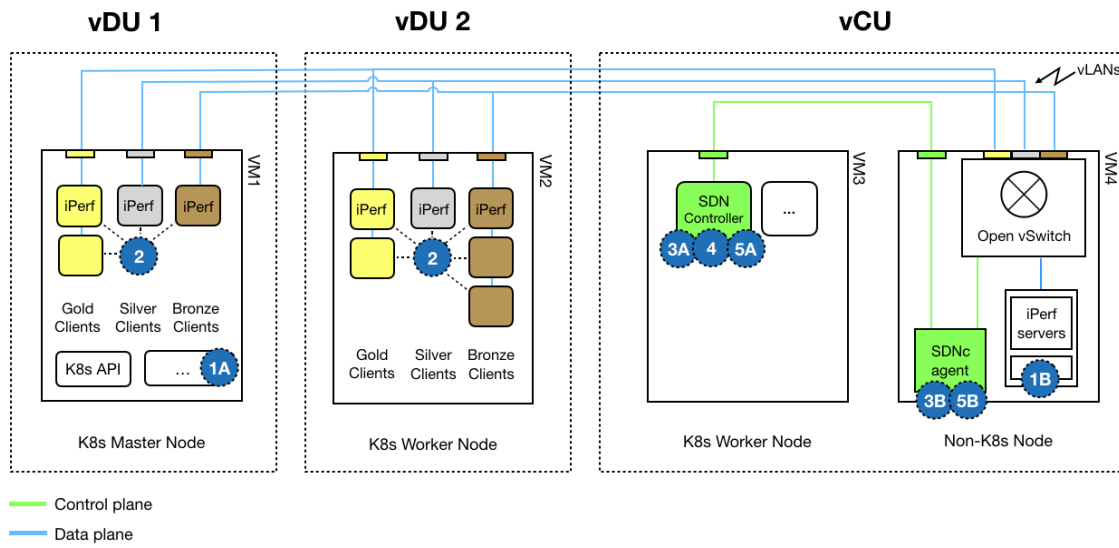 vDU 1
vDU 2
vCU
vLANs
VM1
iPerf
iPerf
iPerf
2
Gold
Clients
Silver
Clients
Bronze
Clients
K8s API
...
1A
K8s Master Node
VM2
iPerf
iPerf
iPerf
2
Gold
Clients
Silver
Clients
Bronze
Clients
K8s Worker Node
VM3
SDN
Controller
...
3A
4
5A
K8s Worker Node
VM4
Open vSwitch
iPerf
servers
1B
SDNc
agent
3B
5B
Non-K8s Node
Control plane
Data plane